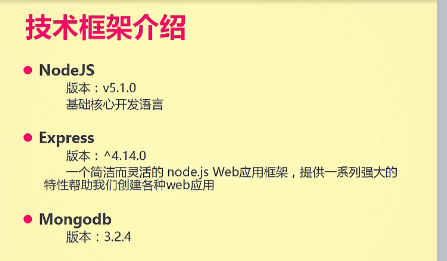 技术框架介绍
NodeJS
版本：v5.1.0
基础核心开发语言
Express
版本：^4.14.0
一个简洁而灵活的 node.js Web应用框架，提供一系列强大的
特性帮助我们创建各种web应用
Mongodb
版本：3.2.4